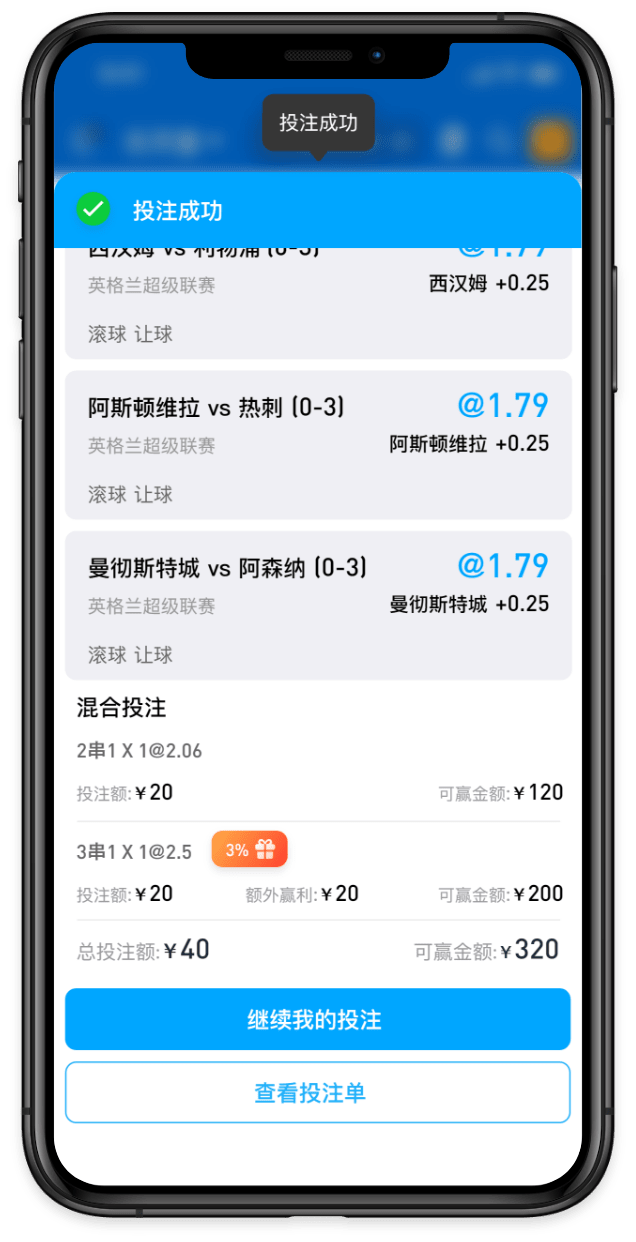 投注成功
投注成功
西汉姆 vs 利物浦 (0-3)
@1.79
英格兰超级联赛
西汉姆 +0.25
滚球 让球
阿斯顿维拉 vs 热刺 (0-3)
@1.79
英格兰超级联赛
阿斯顿维拉 +0.25
滚球 让球
曼彻斯特城 vs 阿森纳 (0-3)
@1.79
英格兰超级联赛
曼彻斯特城 +0.25
滚球 让球
混合投注
2串1 X 1@2.06
投注额:¥20 可赢金额:¥120
3串1 X 1@2.5 3%
投注额:¥20 额外赢利:¥20 可赢金额:¥200
总投注额:¥40 可赢金额:¥320
继续我的投注
查看投注单